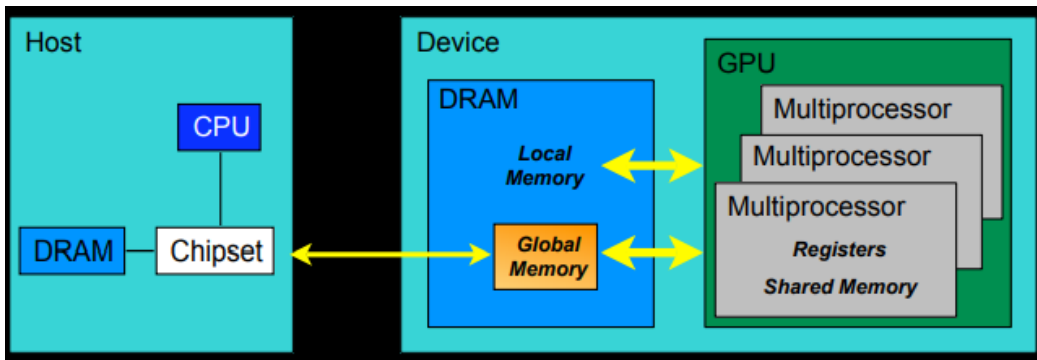 Host
CPU
DRAM
Chipset
Device
DRAM
Local
Memory
Global
Memory
GPU
Multiprocessor
Multiprocessor
Multiprocessor
Registers
Shared Memory